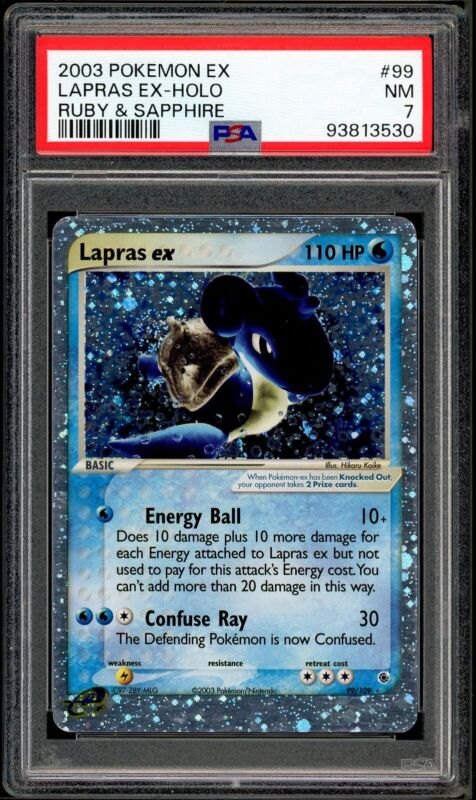 2003 POKEMON EX #99
LAPRAS EX-HOLO NM
RUBY & SAPPHIRE 7
PSA 93813530
Lapras ex 110 HP
BASIC Illus. Hikaru Koike
When Pokémon-ex has been Knocked Out,
your opponent takes 2 Prize cards.
Energy Ball 10+
Does 10 damage plus 10 more damage for
each Energy attached to Lapras ex but not
used to pay for this attack's Energy cost. You
can't add more than 20 damage in this way.
Confuse Ray 30
The Defending Pokémon is now Confused.
weakness resistance retreat cost
e C97-ZBY-MLG ©2003 Pokémon/Nintendo 99/109
PSA